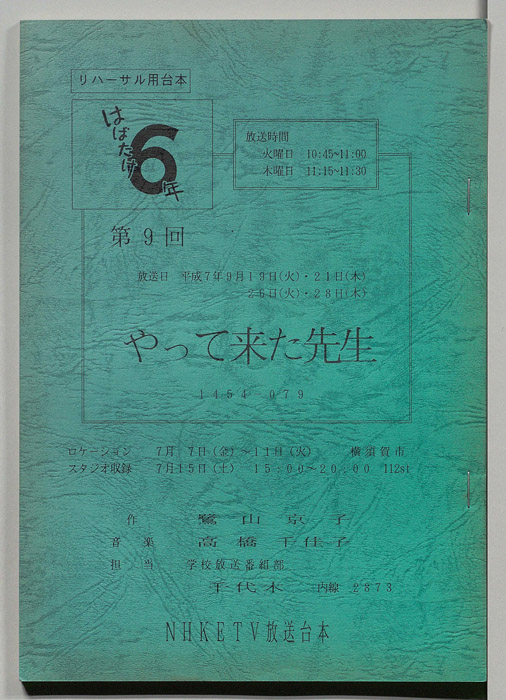 リハーサル用台本
はばたけ6年
放送時間
火曜日 10:45~11:00
木曜日 11:15~11:30
第9回
放送日 平成7年9月19日(火)・21日(木)
26日(火)・28日(木)
やって来た先生
1454 079
ロケーション 7月 7日(金)~11日(火) 横須賀市
スタジオ収録 7月15日(土) 15:00~20:00 112st
作 鷺山京子
音楽 高橋千佳子
担当 学校放送番組部
千代木 内線 2373
NHKETV放送台本